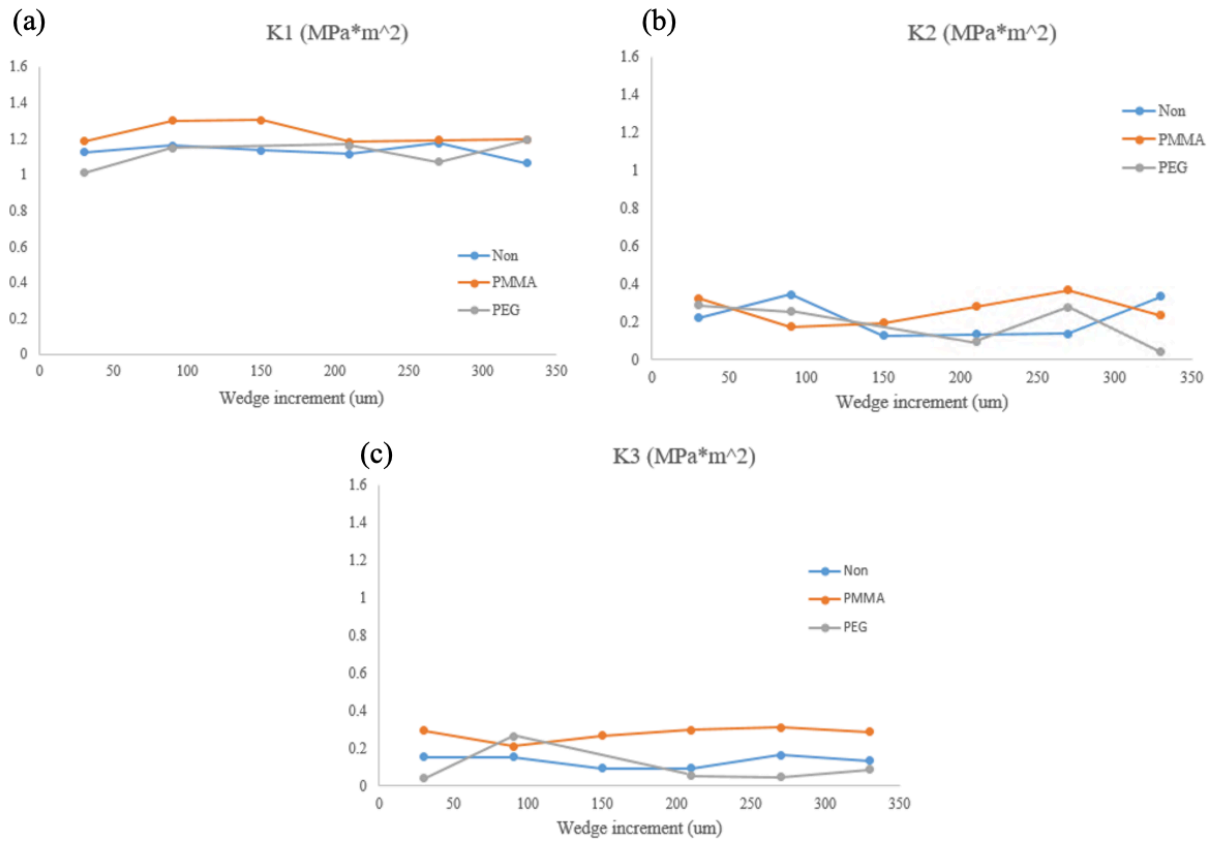 (a)
K1 (MPa*m^2)
1.6
1.4
1.2
1
0.8
0.6
0.4
0.2
0
0 50 100 150 200 250 300 350
Wedge increment (um)
Non
PMMA
PEG
(b)
K2 (MPa*m^2)
1.6
1.4
1.2
1
0.8
0.6
0.4
0.2
0
0 50 100 150 200 250 300 350
Wedge increment (um)
Non
PMMA
PEG
(c)
K3 (MPa*m^2)
1.6
1.4
1.2
1
0.8
0.6
0.4
0.2
0
0 50 100 150 200 250 300 350
Wedge increment (um)
Non
PMMA
PEG